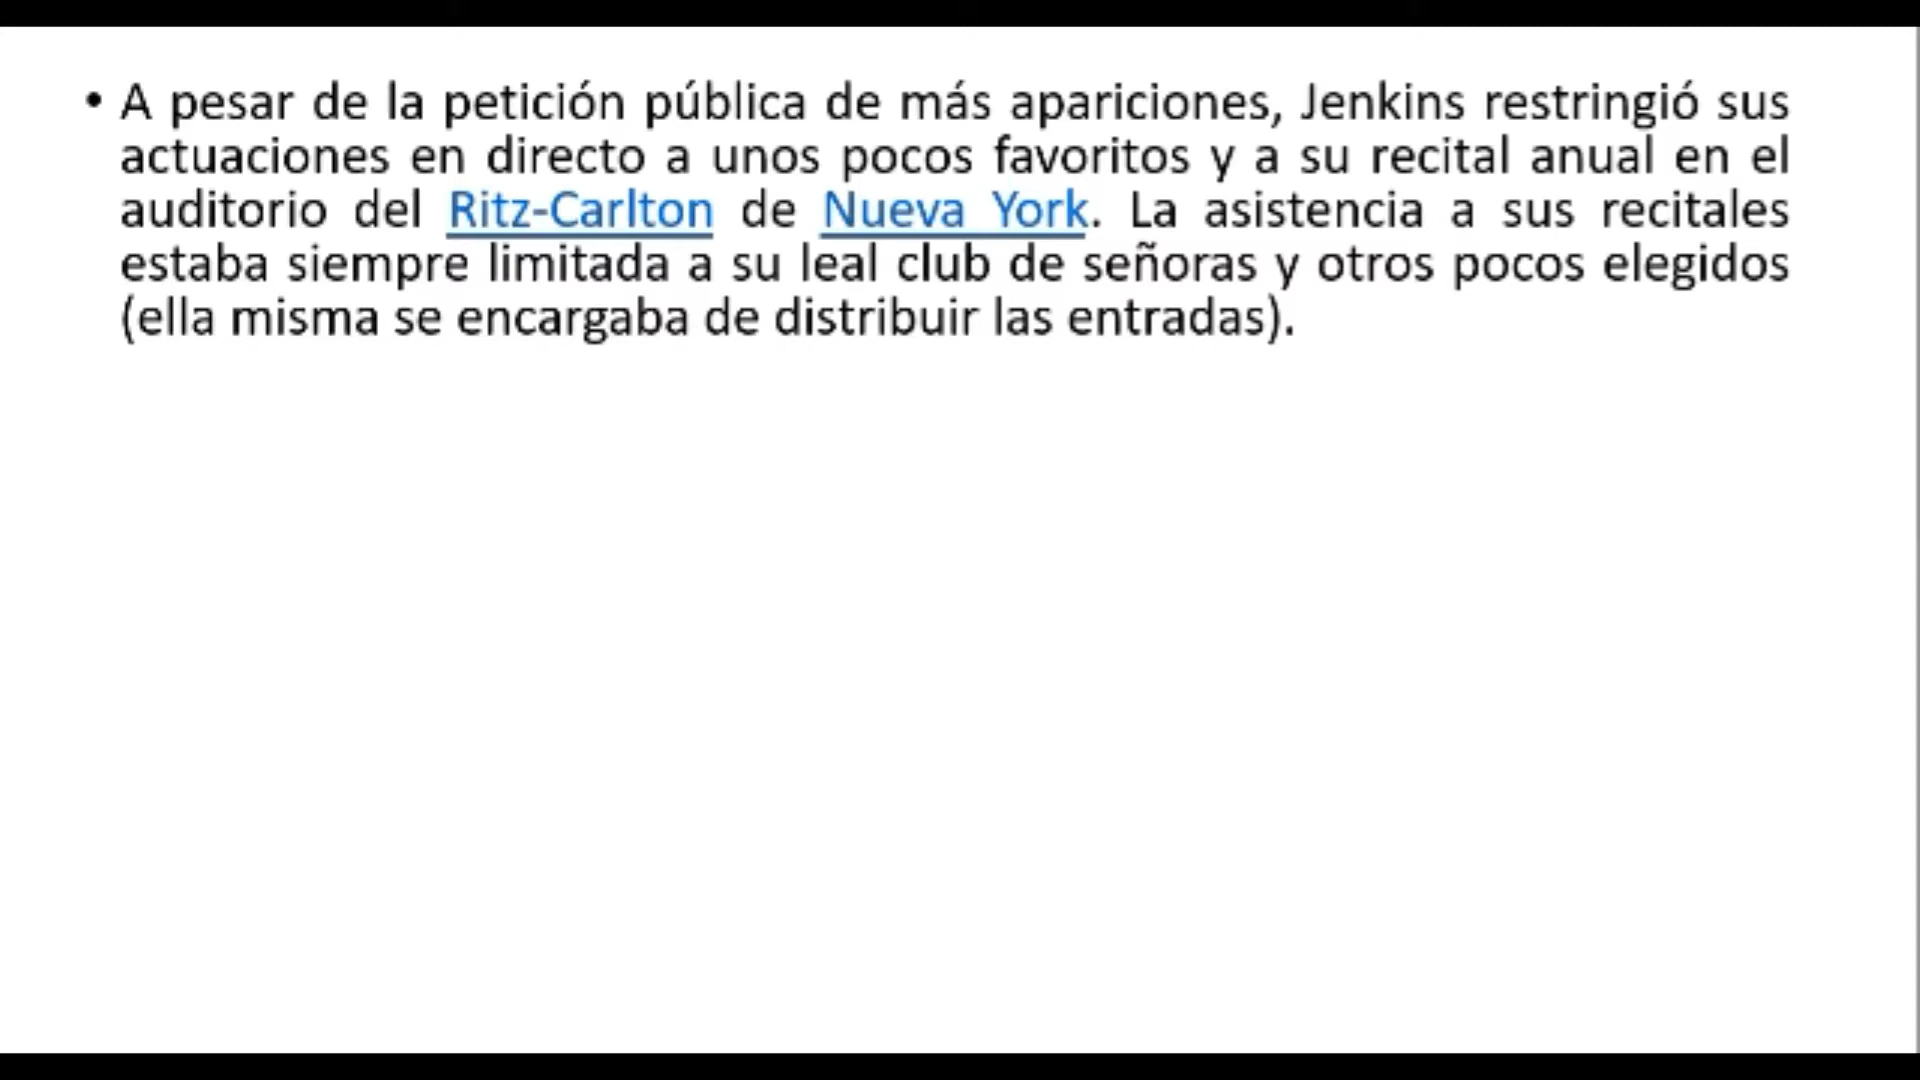 • A pesar de la petición pública de más apariciones, Jenkins restringió sus
actuaciones en directo a unos pocos favoritos y a su recital anual en el
auditorio del Ritz-Carlton de Nueva York. La asistencia a sus recitales
estaba siempre limitada a su leal club de señoras y otros pocos elegidos
(ella misma se encargaba de distribuir las entradas).